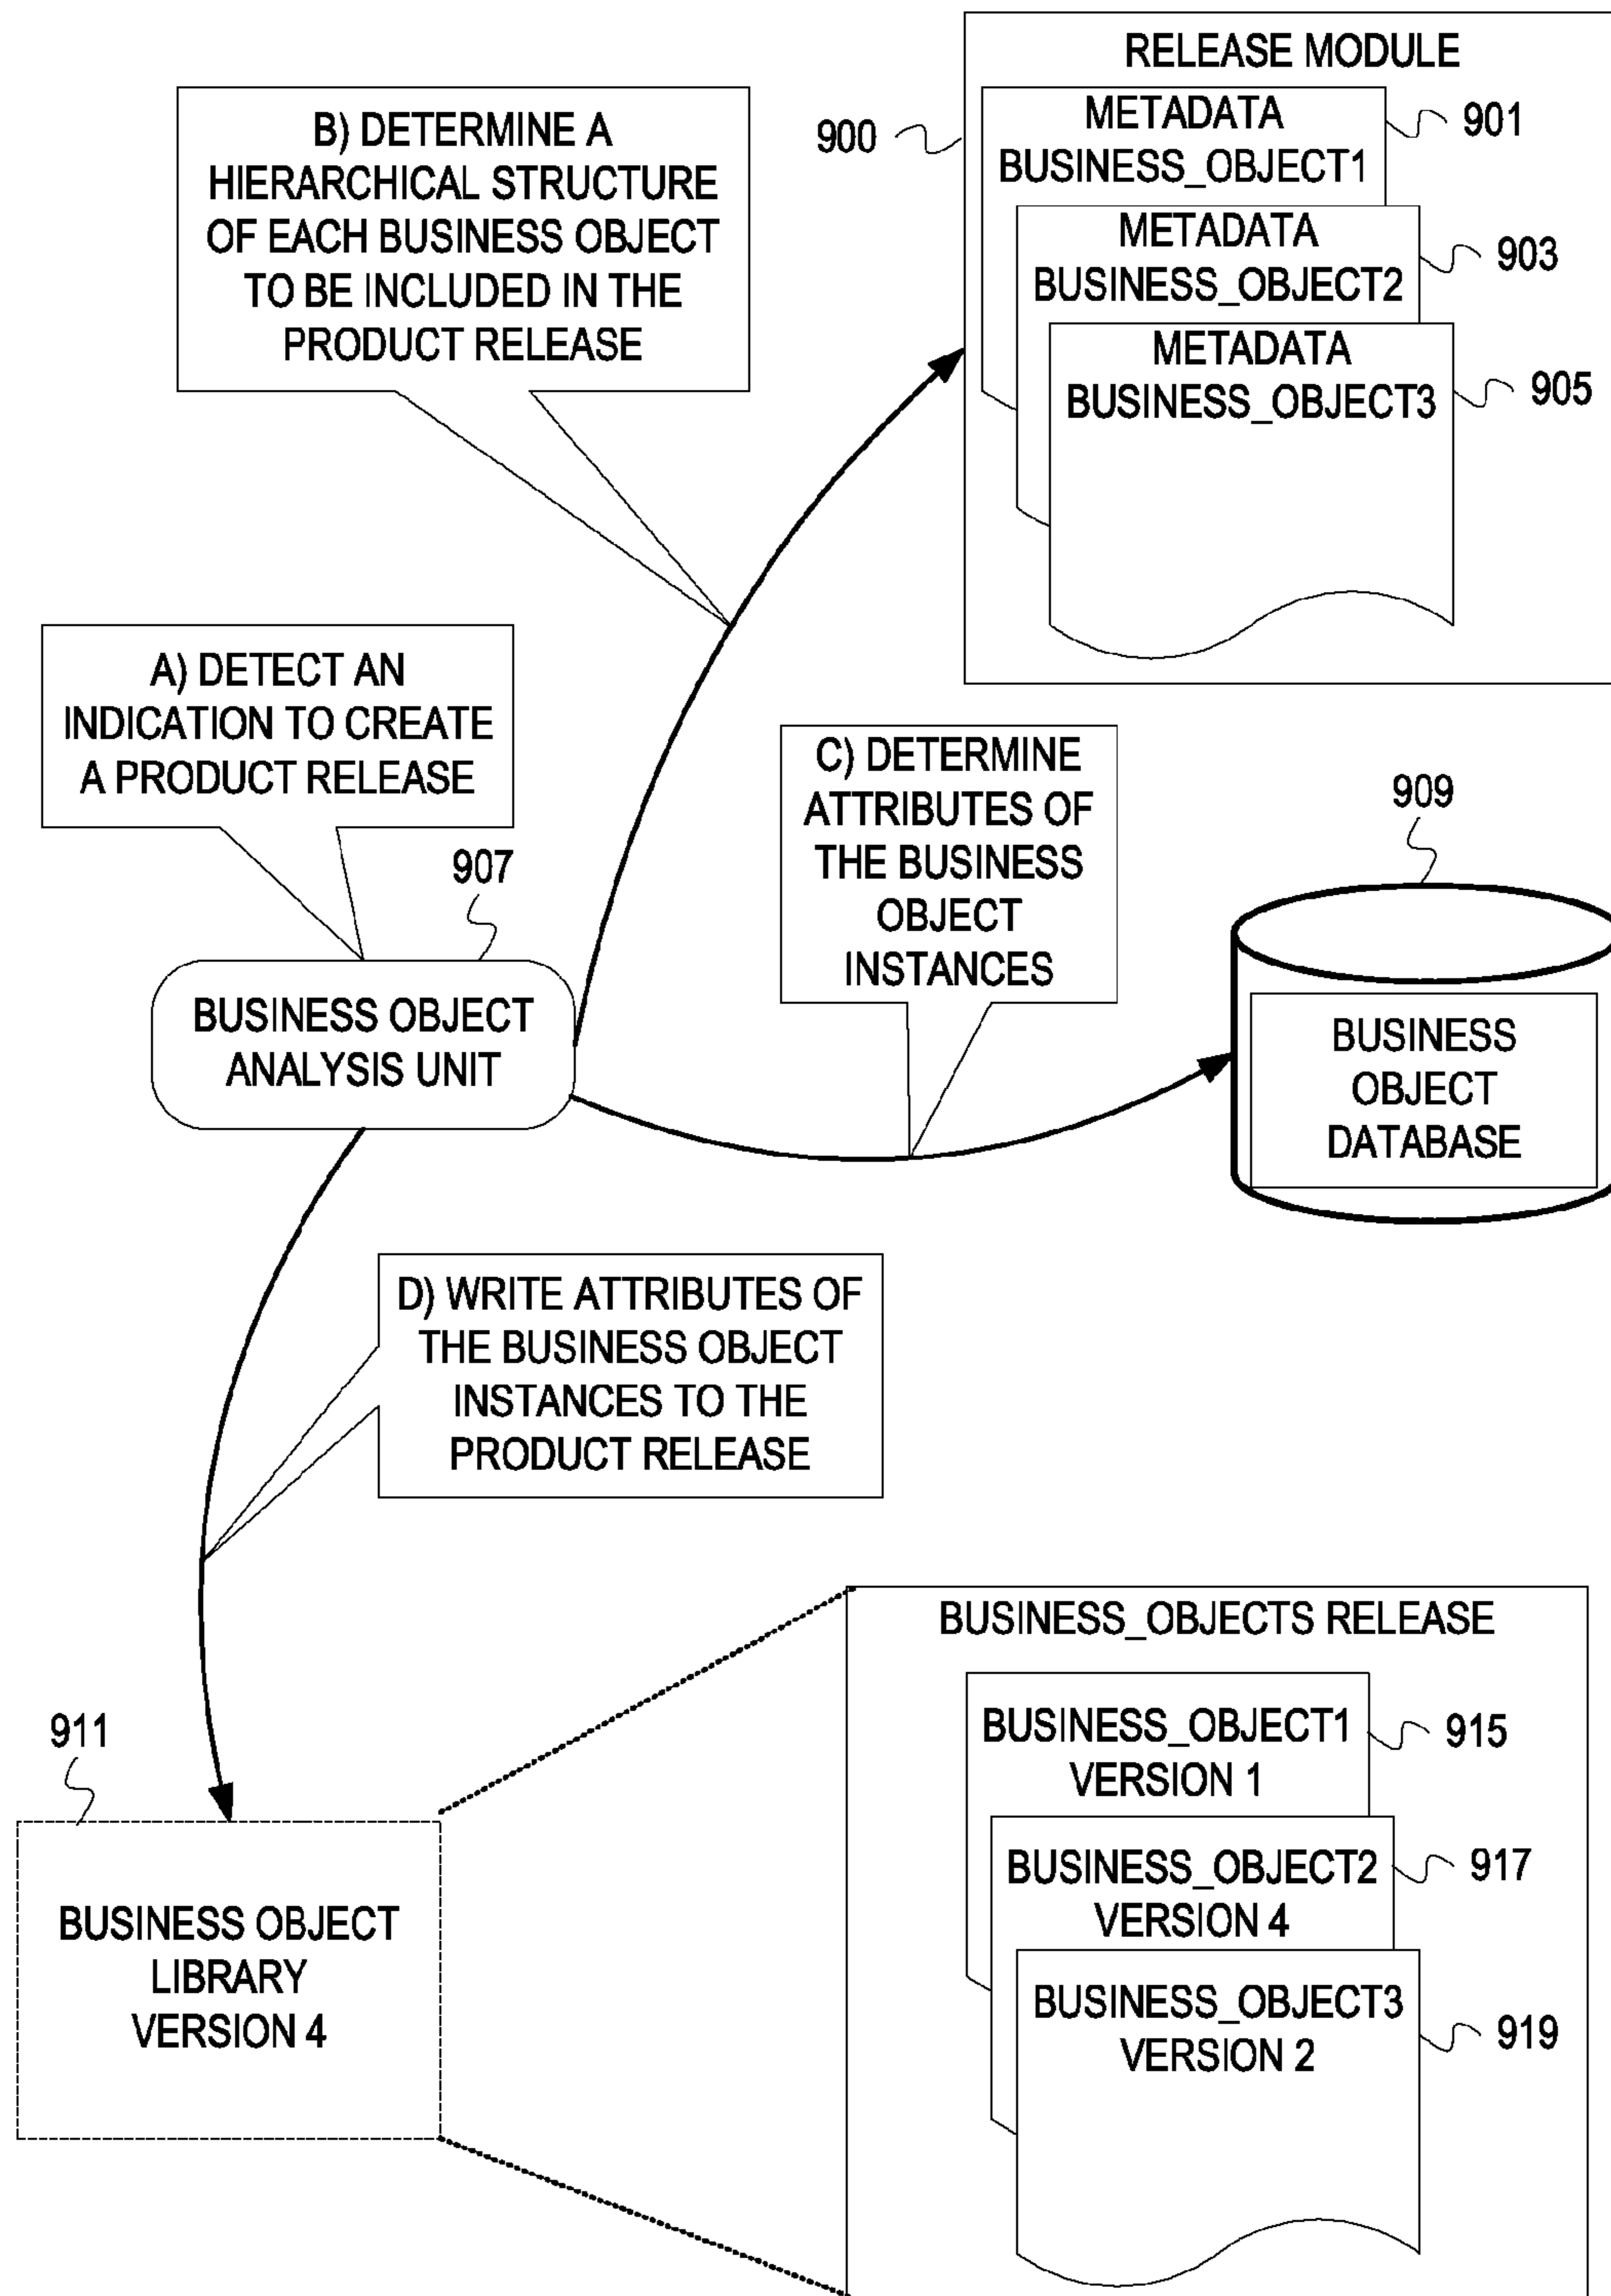 RELEASE MODULE
900
METADATA
BUSINESS_OBJECT1
901
METADATA
BUSINESS_OBJECT2
903
METADATA
BUSINESS_OBJECT3
905
B) DETERMINE A
HIERARCHICAL STRUCTURE
OF EACH BUSINESS OBJECT
TO BE INCLUDED IN THE
PRODUCT RELEASE
A) DETECT AN
INDICATION TO CREATE
A PRODUCT RELEASE
907
BUSINESS OBJECT
ANALYSIS UNIT
C) DETERMINE
ATTRIBUTES OF
THE BUSINESS
OBJECT
INSTANCES
909
BUSINESS
OBJECT
DATABASE
D) WRITE ATTRIBUTES OF
THE BUSINESS OBJECT
INSTANCES TO THE
PRODUCT RELEASE
911
BUSINESS OBJECT
LIBRARY
VERSION 4
BUSINESS_OBJECTS RELEASE
BUSINESS_OBJECT1
VERSION 1
915
BUSINESS_OBJECT2
VERSION 4
917
BUSINESS_OBJECT3
VERSION 2
919